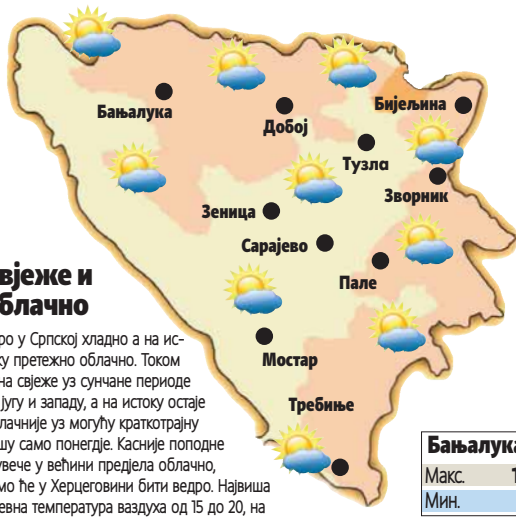 Бањалука
Добој
Бијељина
Тузла
Зворник
Зеница
Сарајево
Пале
Мостар
Требиње
вјеже и
блачно
ро у Српској хладно а на ис-
ку претежно облачно. Током
на свјеже уз сунчане периоде
југу и западу, а на истоку остаје
лачније уз могућу краткотрајну
шу само понегдје. Касније поподне
увече у већини предјела облачно,
мо ће у Херцеговини бити ведро. Највиша
евна температура ваздуха од 15 до 20, на
Бањалука
Макс. 1
Мин.